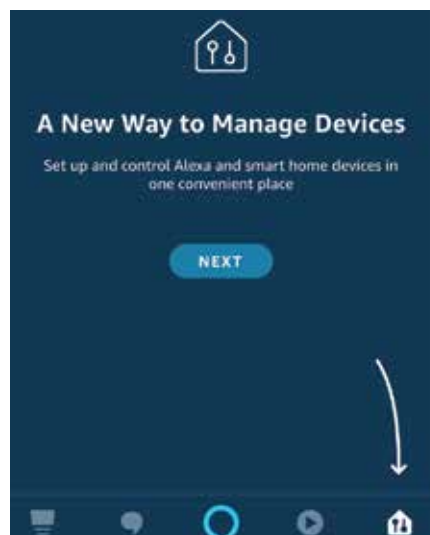 A New Way to Manage Devices
Set up and control Alexa and smart home devices in
one convenient place
NEXT